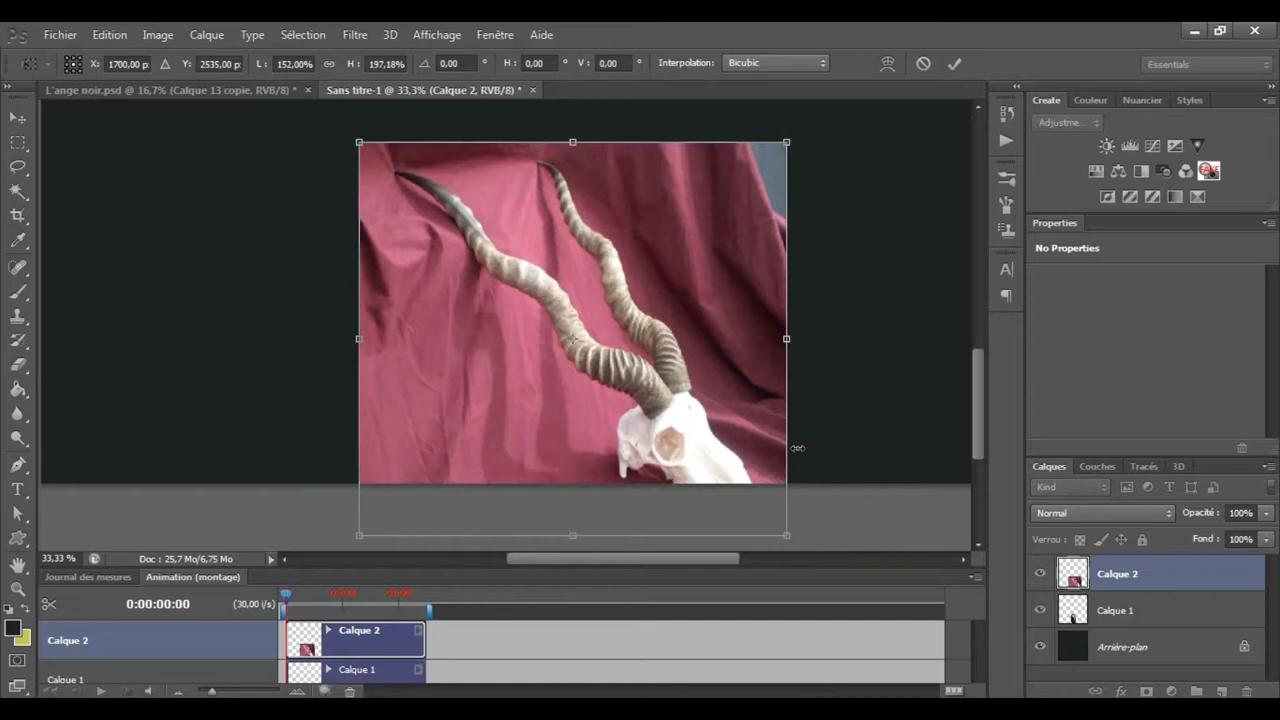 Ps Fichier Edition Image Calque Type Sélection Filtre 3D Affichage Fenêtre Aide
X: 1700,00 p: Y: 2535,00 p: L: 152,00% H: 197,18% 0,00 ° H: 0,00 ° V: 0,00 ° Interpolation: Bicubic Essentials
L'ange noir.psd @ 16,7% (Calque 13 copie, RVB/8) * × Sans titre-1 @ 33,3% (Calque 2, RVB/8) * ×
Create Couleur Nuancier Styles
Adjustme...
Properties
No Properties
Calques Couches Tracés 3D
Kind
Normal Opacité: 100%
Verrou: Fond: 100%
Calque 2
Calque 1
Arrière-plan
33,33 % Doc : 25,7 Mo/6,75 Mo
Journal des mesures Animation (montage)
0:00:00:00 (30,00 i/s)
Calque 2 Calque 2
Calque 1 Calque 1